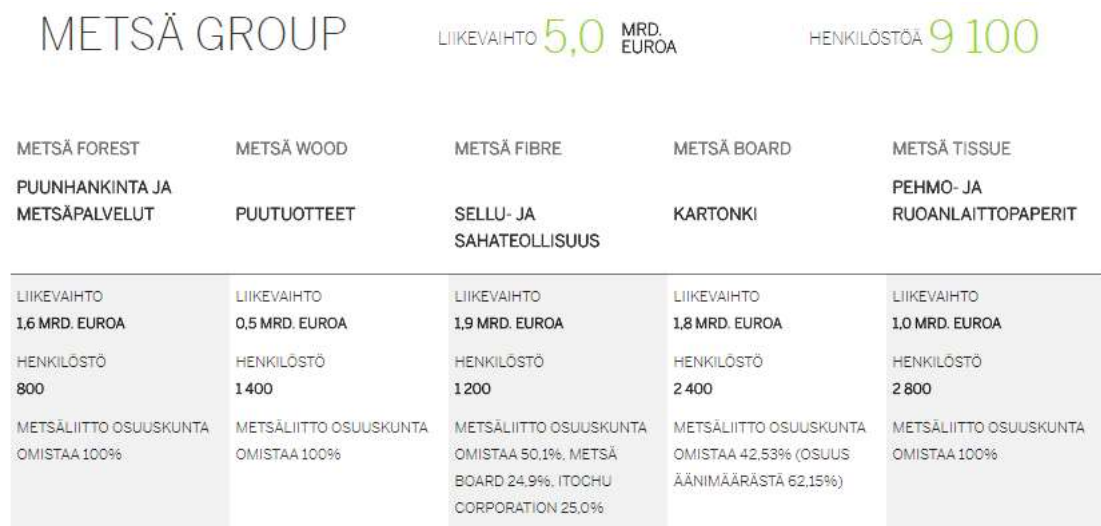 METSÄ GROUP
LIIKEVAIHTO 5,0 MRD. EUROA
HENKILÖSTÖÄ 9 100
METSÄ FOREST
PUUNHANKINTA JA
METSÄPALVELUT
LIIKEVAIHTO
1,6 MRD. EUROA
HENKILÖSTÖ
800
METSÄLIITTO OSUUSKUNTA
OMISTAA 100%
METSÄ WOOD
PUUTUOTTEET
LIIKEVAIHTO
0,5 MRD. EUROA
HENKILÖSTÖ
1 400
METSÄLIITTO OSUUSKUNTA
OMISTAA 100%
METSÄ FIBRE
SELLU- JA
SAHATEOLLISUUS
LIIKEVAIHTO
1,9 MRD. EUROA
HENKILÖSTÖ
1 200
METSÄLIITTO OSUUSKUNTA
OMISTAA 50,1%, METSÄ
BOARD 24,9%, ITOCHU
CORPORATION 25,0%
METSÄ BOARD
KARTONKI
LIIKEVAIHTO
1,8 MRD. EUROA
HENKILÖSTÖ
2 400
METSÄLIITTO OSUUSKUNTA
OMISTAA 42,53% (OSUUS
ÄÄNIMÄÄRÄSTÄ 62,15%)
METSÄ TISSUE
PEHMO- JA
RUOANLAITTOPAPERIT
LIIKEVAIHTO
1,0 MRD. EUROA
HENKILÖSTÖ
2 800
METSÄLIITTO OSUUSKUNTA
OMISTAA 100%